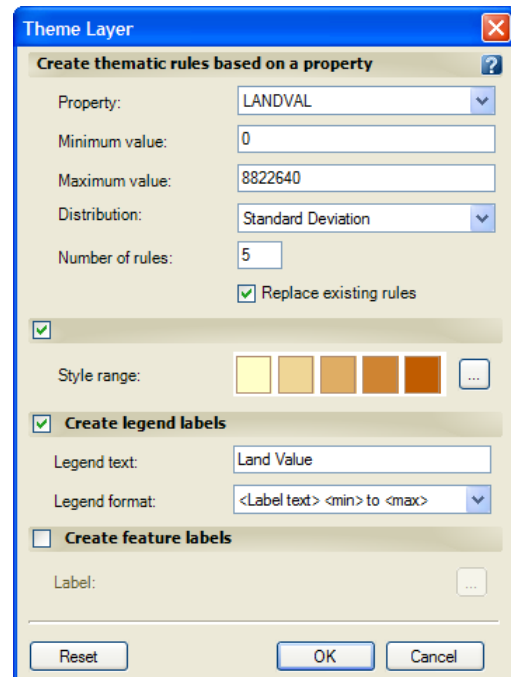 Theme Layer
Create thematic rules based on a property ?
Property: LANDVAL
Minimum value: 0
Maximum value: 8822640
Distribution: Standard Deviation
Number of rules: 5
Replace existing rules
Style range: ...
Create legend labels
Legend text: Land Value
Legend format: <Label text> <min> to <max>
Create feature labels
Label: ...
Reset OK Cancel